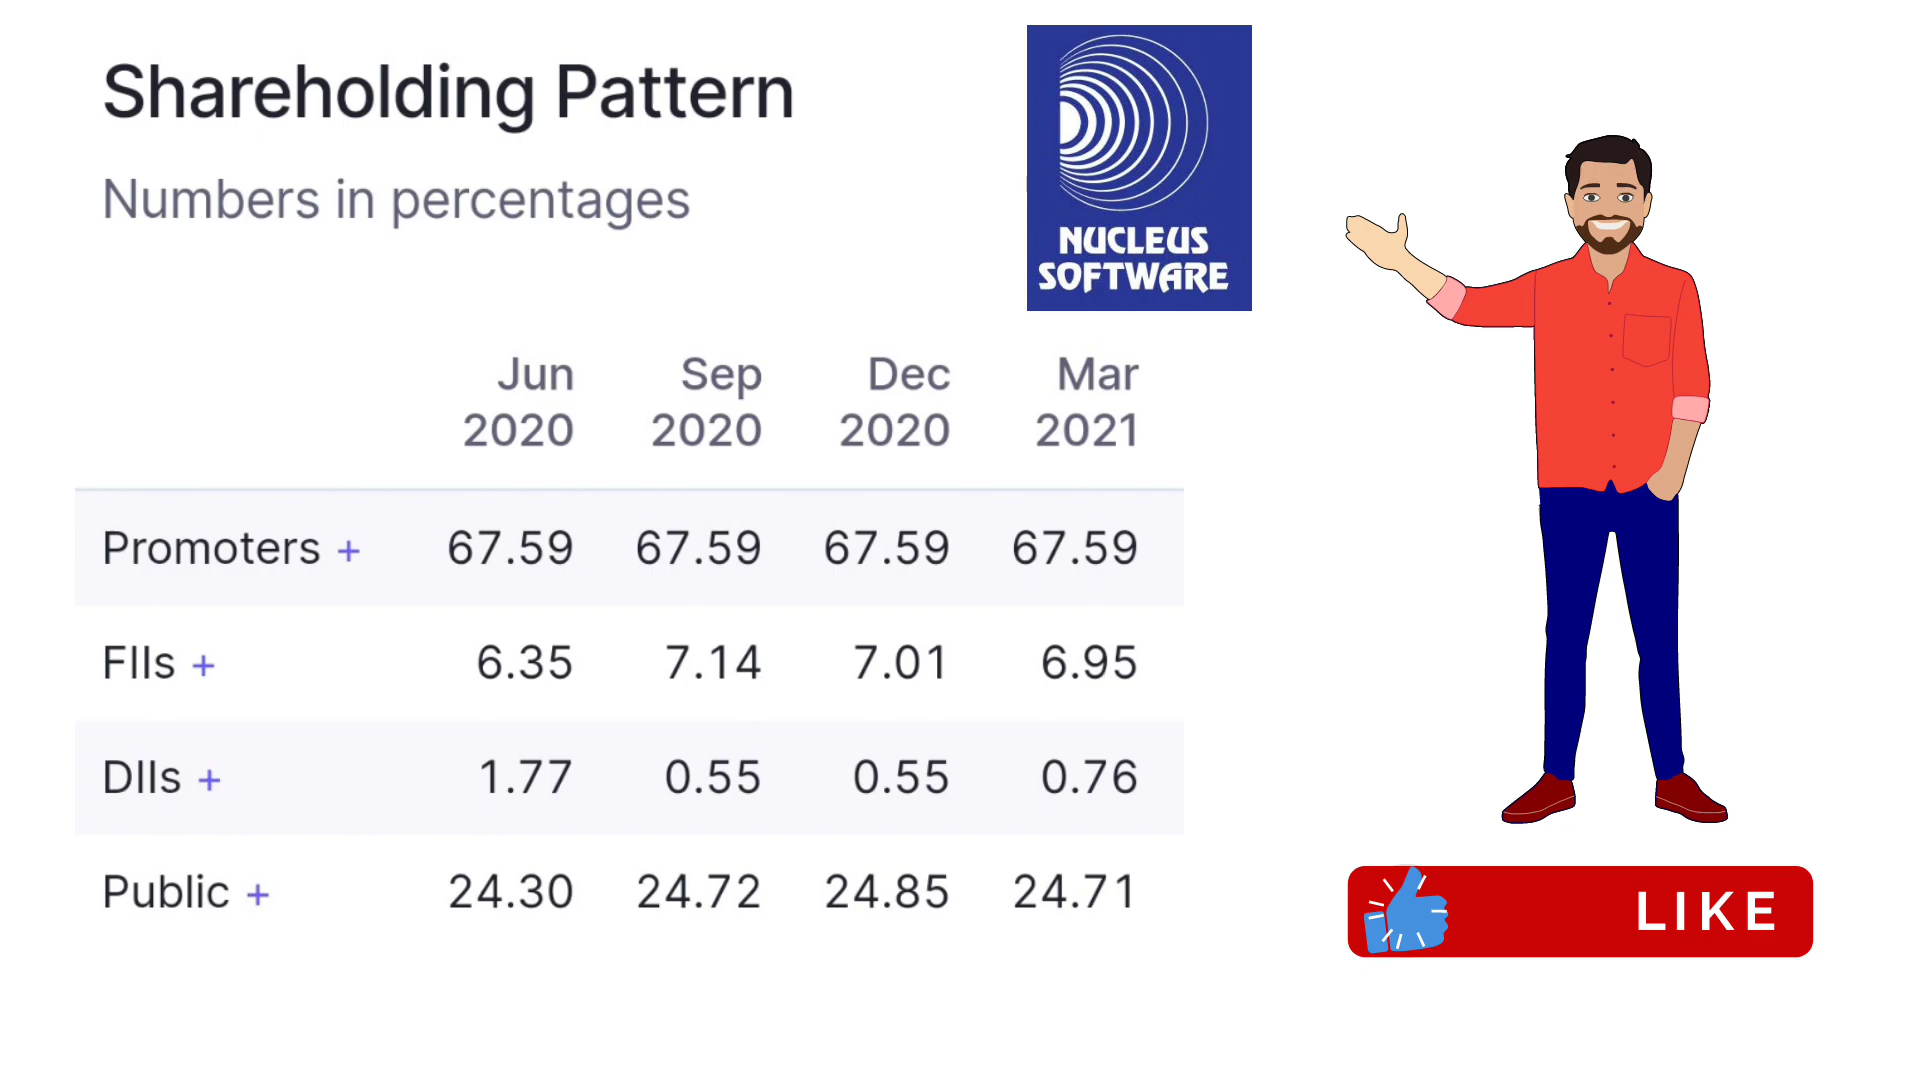 Shareholding Pattern
Numbers in percentages
NUCLEUS
SOFTWARE
Jun 2020 Sep 2020 Dec 2020 Mar 2021
Promoters + 67.59 67.59 67.59 67.59
FIIs + 6.35 7.14 7.01 6.95
DIIs + 1.77 0.55 0.55 0.76
Public + 24.30 24.72 24.85 24.71
LIKE